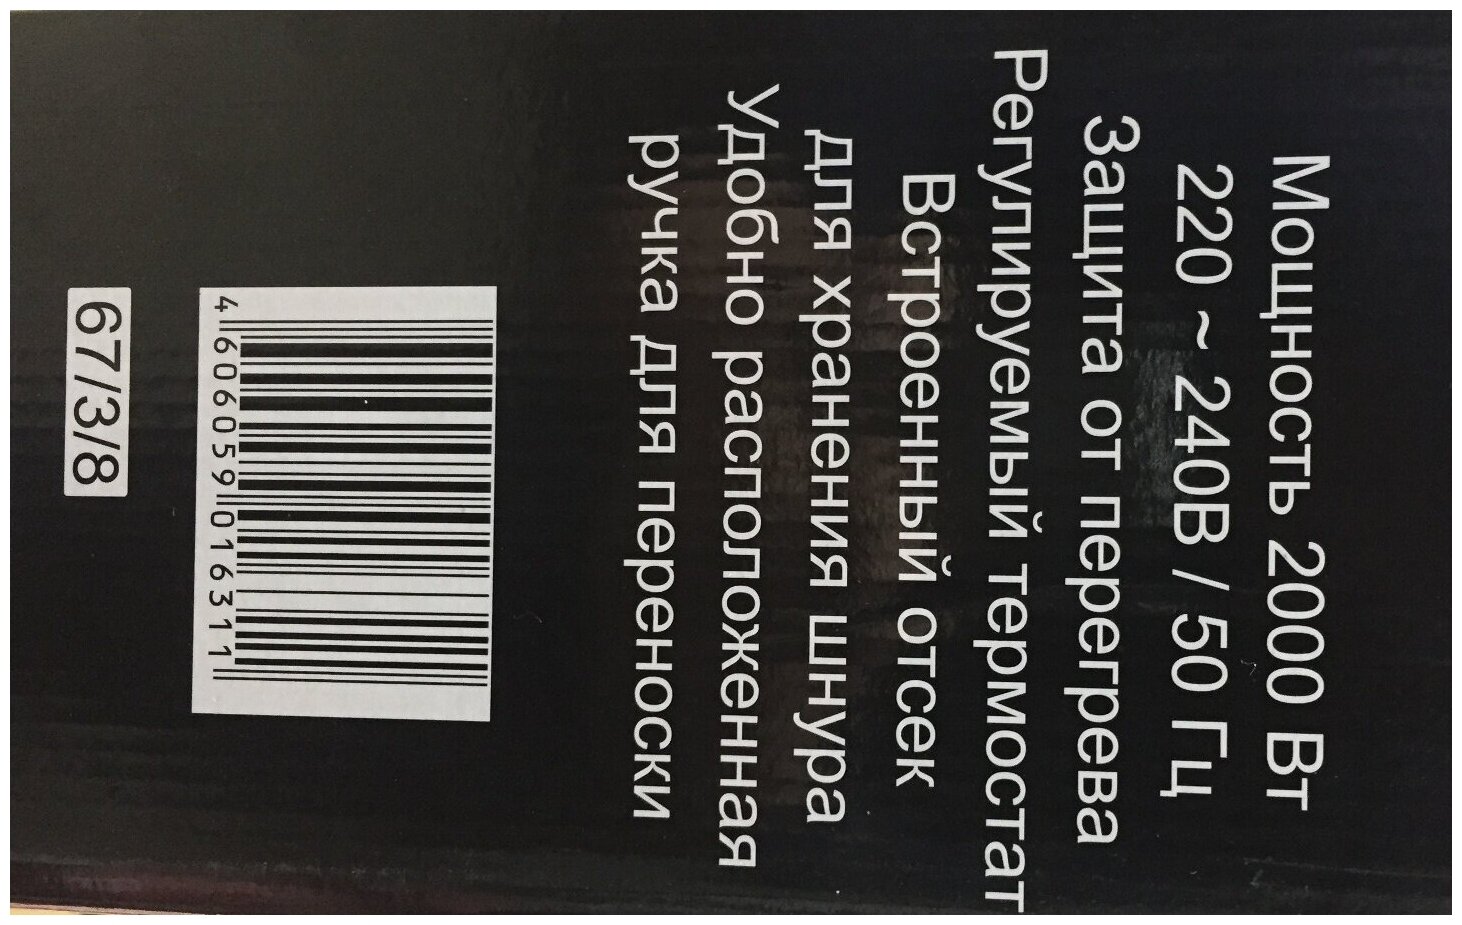 Мощность 2000 Вт
220 ~ 240В / 50 Гц
Защита от перегрева
Регулируемый термостат
Встроенный отсек
для хранения шнура
Удобно расположенная
ручка для переноски
4 606059 016311
67/3/8